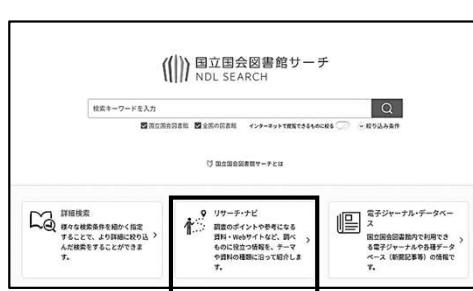 国立国会図書館サーチ
NDL SEARCH
検索キーワードを入力
国立国会図書館 全国の図書館 インターネットで閲覧できるものに絞る 絞り込み条件
国立国会図書館サーチとは
詳細検索
様々な検索条件を細かく指定
することで、より詳細に絞り込
んだ検索をすることができま
す。
リサーチ・ナビ
調査のポイントや参考になる
資料・Webサイトなど、調べ
ものに役立つ情報を、テーマ
や資料の種類に沿って紹介しま
す。
電子ジャーナル・データベー
ス
国立国会図書館内で利用でき
る電子ジャーナルや各種データ
ベース（新聞記事等）の情報で
す。